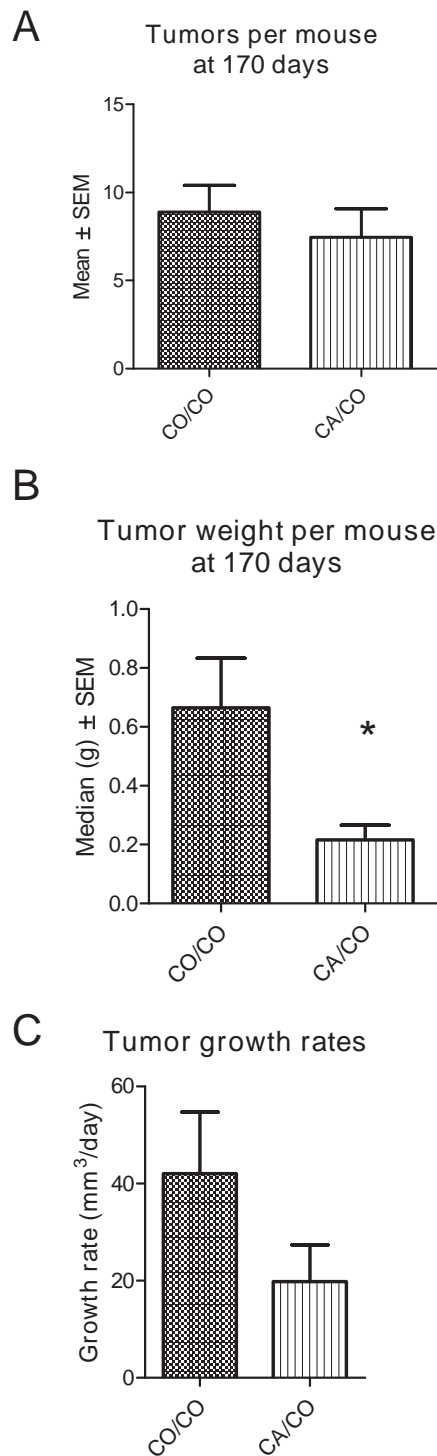 A
Tumors per mouse
at 170 days
Mean ± SEM
15
10
5
0
CO/CO
CA/CO
B
Tumor weight per mouse
at 170 days
Median (g) ± SEM
1.0
0.8
0.6
0.4
0.2
0.0
*
CO/CO
CA/CO
C
Tumor growth rates
Growth rate (mm³/day)
60
40
20
0
CO/CO
CA/CO